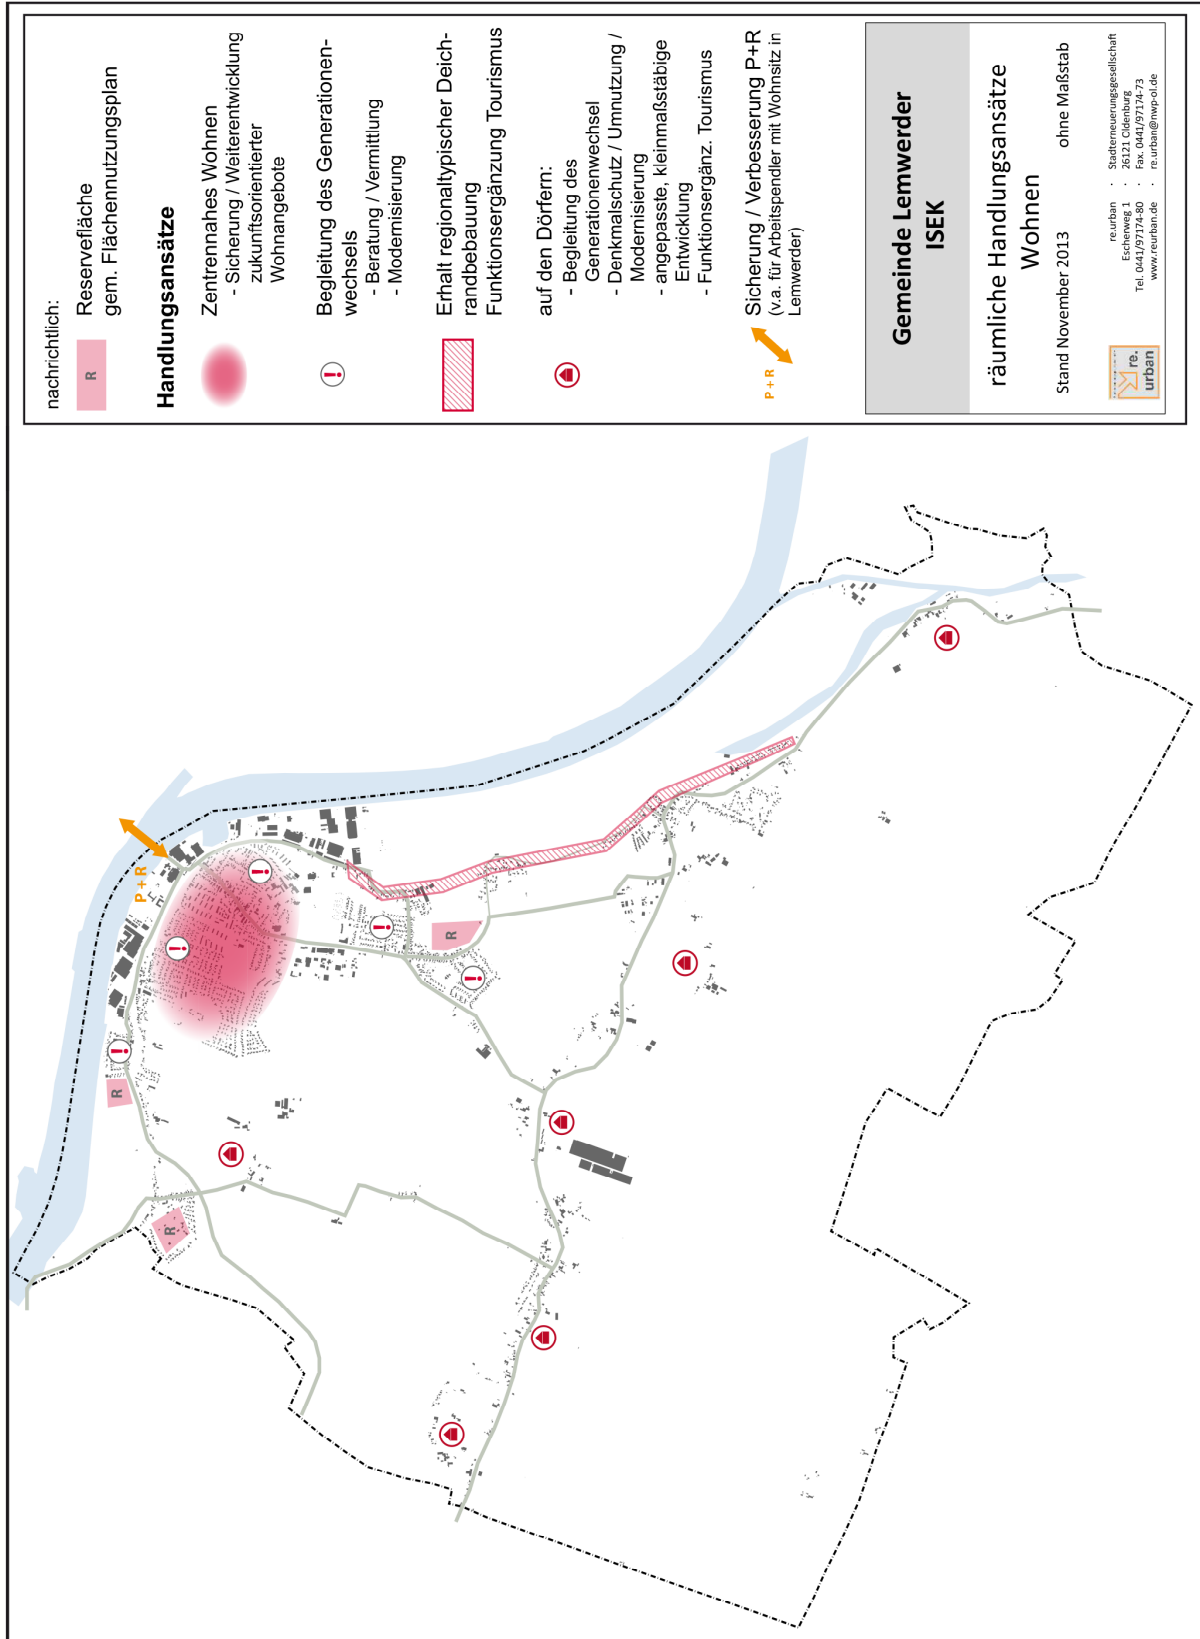 nachrichtlich:
R
Reservefläche
gem. Flächennutzungsplan
Handlungsansätze
Zentrennahes Wohnen
- Sicherung / Weiterentwicklung
zukunftsorientierter
Wohnangebote
Begleitung des Generationen-
wechsels
- Beratung / Vermittlung
- Modernisierung
Erhalt regionaltypischer Deich-
randbebauung
Funktionsergänzung Tourismus
auf den Dörfern:
- Begleitung des
Generationenwechsel
- Denkmalschutz / Umnutzung /
Modernisierung
- angepasste, kleinmaßstäbige
Entwicklung
- Funktionsergänz. Tourismus
P + R
Sicherung / Verbesserung P+R
(v.a. für Arbeitspendler mit Wohnsitz in
Lemwerder)
Gemeinde Lemwerder
ISEK
räumliche Handlungsansätze
Wohnen
Stand November 2013 ohne Maßstab
re.urban · Stadterneuerungsgesellschaft
Escherweg 1 · 26121 Oldenburg
Tel. 0441/97174-80 · Fax. 0441/97174-73
www.reurban.de · re.urban@nwp-ol.de
re.
urban
P + R
R
R
R